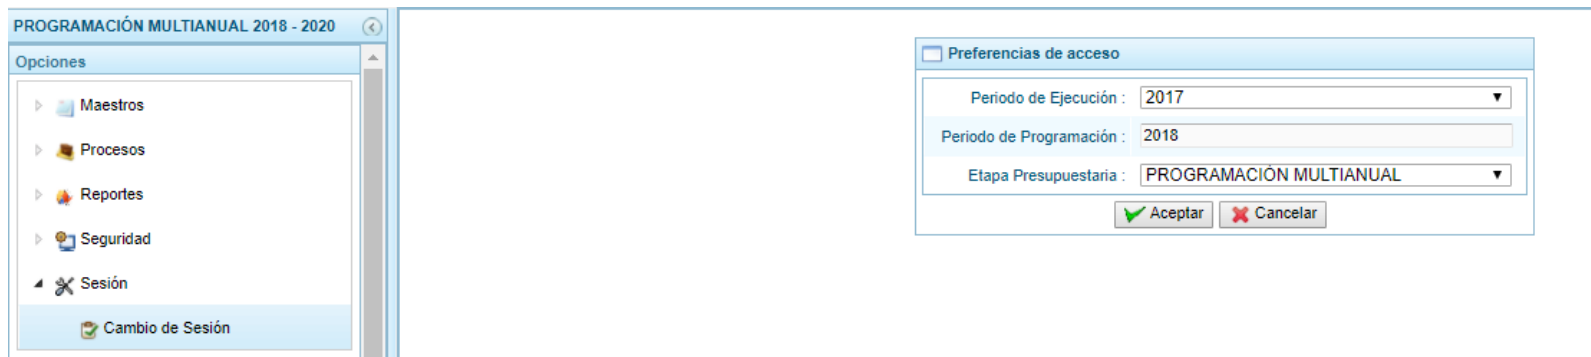 PROGRAMACIÓN MULTIANUAL 2018 - 2020
Opciones
Maestros
Procesos
Reportes
Seguridad
Sesión
Cambio de Sesión
Preferencias de acceso
Periodo de Ejecución : 2017
Periodo de Programación : 2018
Etapa Presupuestaria : PROGRAMACIÓN MULTIANUAL
Aceptar Cancelar